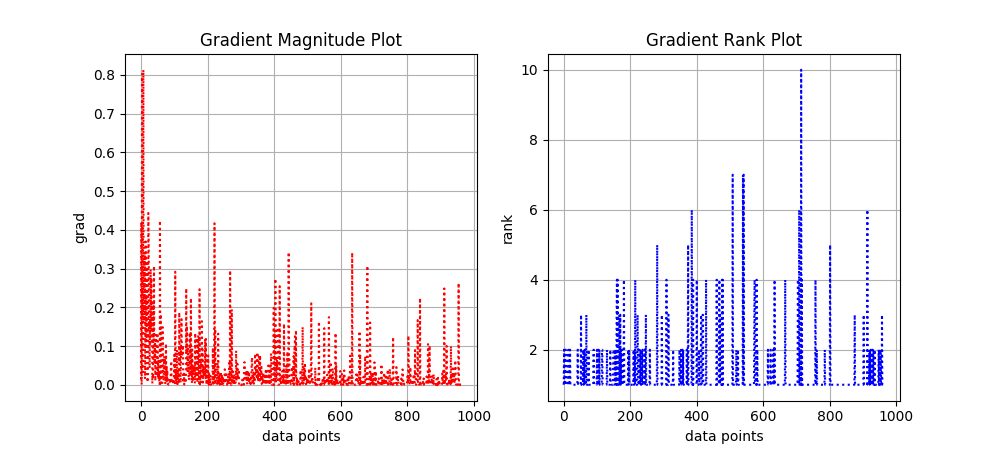 Gradient Magnitude Plot
grad
0.8
0.7
0.6
0.5
0.4
0.3
0.2
0.1
0.0
0 200 400 600 800 1000
data points
Gradient Rank Plot
rank
10
8
6
4
2
0 200 400 600 800 1000
data points